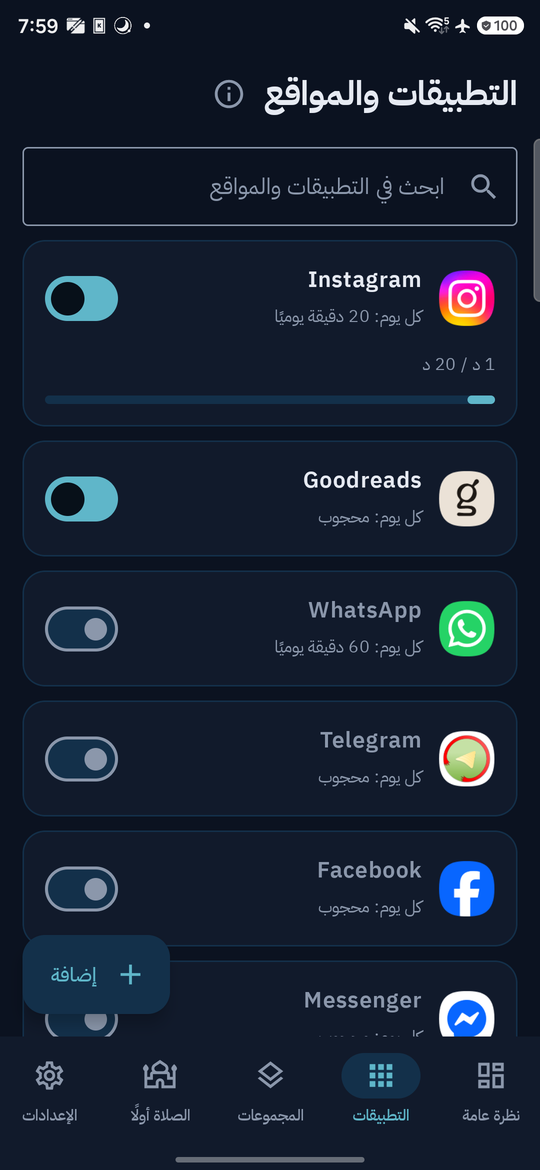 7:59
5
100
التطبيقات والمواقع
ابحث في التطبيقات والمواقع
Instagram
كل يوم: 20 دقيقة يوميًا
1 د / 20 د
Goodreads
كل يوم: محجوب
WhatsApp
كل يوم: 60 دقيقة يوميًا
Telegram
كل يوم: محجوب
Facebook
كل يوم: محجوب
إضافة
Messenger
نظرة عامة
التطبيقات
المجموعات
الصلاة أولًا
الإعدادات